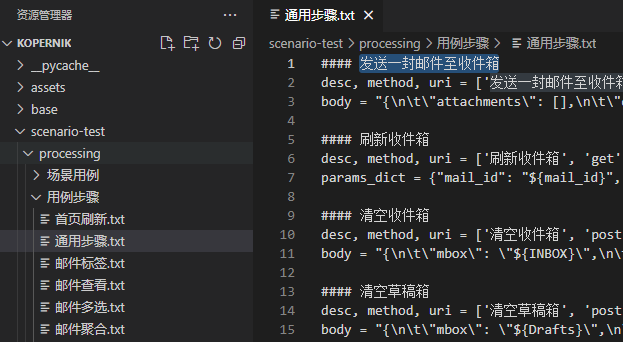 资源管理器
KOPERNIK
__pycache__
assets
base
scenario-test
processing
场景用例
用例步骤
首页刷新.txt
通用步骤.txt
邮件标签.txt
邮件查看.txt
邮件多选.txt
邮件聚合.txt
通用步骤.txt
scenario-test > processing > 用例步骤 > 通用步骤.txt
1 #### 发送一封邮件至收件箱
2 desc, method, uri = ['发送一封邮件至收件箱
3 body = "{\n\t\"attachments\": [],\n\t\"
4
5 #### 刷新收件箱
6 desc, method, uri = ['刷新收件箱', 'get'
7 params_dict = {"mail_id": "${mail_id}",
8
9 #### 清空收件箱
10 desc, method, uri = ['清空收件箱', 'post
11 body = "{\n\t\"mbox\": \"${INBOX}\",\n\t
12
13 #### 清空草稿箱
14 desc, method, uri = ['清空草稿箱', 'post
15 body = "{\n\t\"mbox\": \"${Drafts}\",\n